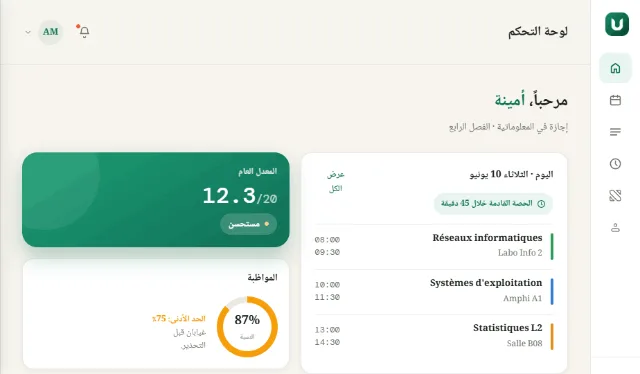 لوحة التحكم
AM
مرحباً، أمينة
إجازة في المعلوماتية · الفصل الرابع
اليوم · الثلاثاء 10 يونيو
عرض
الكل
الحصة القادمة خلال 45 دقيقة
Réseaux informatiques
Labo Info 2
08:00
09:30
Systèmes d'exploitation
Amphi A1
10:00
11:30
Statistiques L2
Salle B08
13:00
14:30
المعدل العام
12.3/20
مستحسن
المواظبة
87%
النسبة
الحد الأدنى: 75٪
غيابان قبل
التحذير.